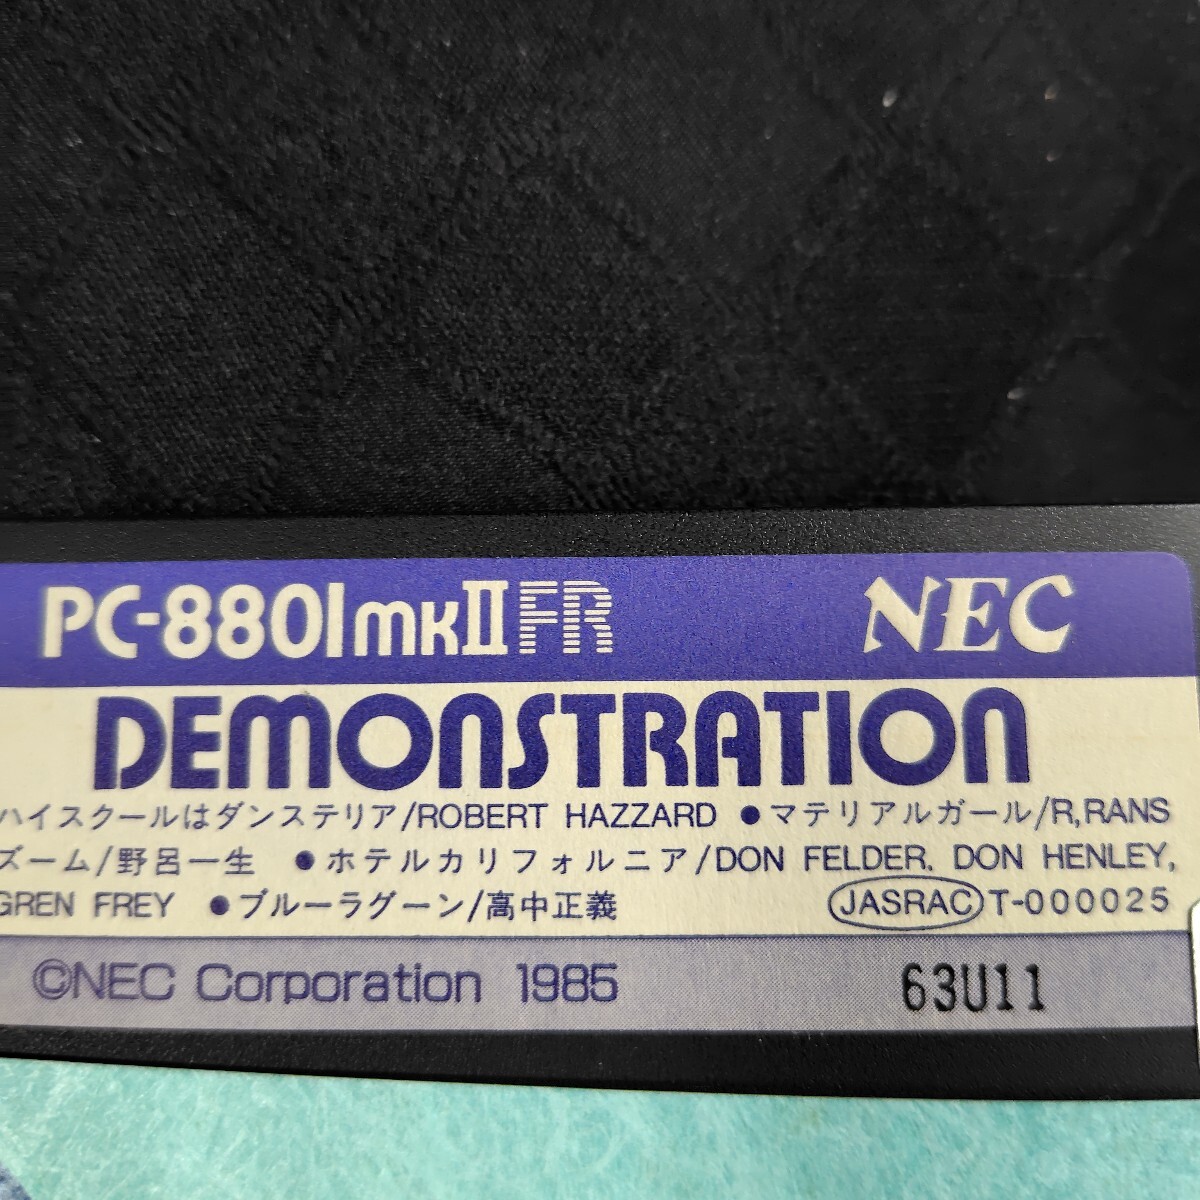 PC-8801mkIIFR NEC
DEMONSTRATION
ハイスクールはダンステリア/ROBERT HAZZARD ●マテリアルガール/R,RANS
ズーム/野呂一生 ●ホテルカリフォルニア/DON FELDER. DON HENLEY,
GREN FREY ●ブルーラグーン/高中正義 JASRAC T-000025
©NEC Corporation 1985 63U11